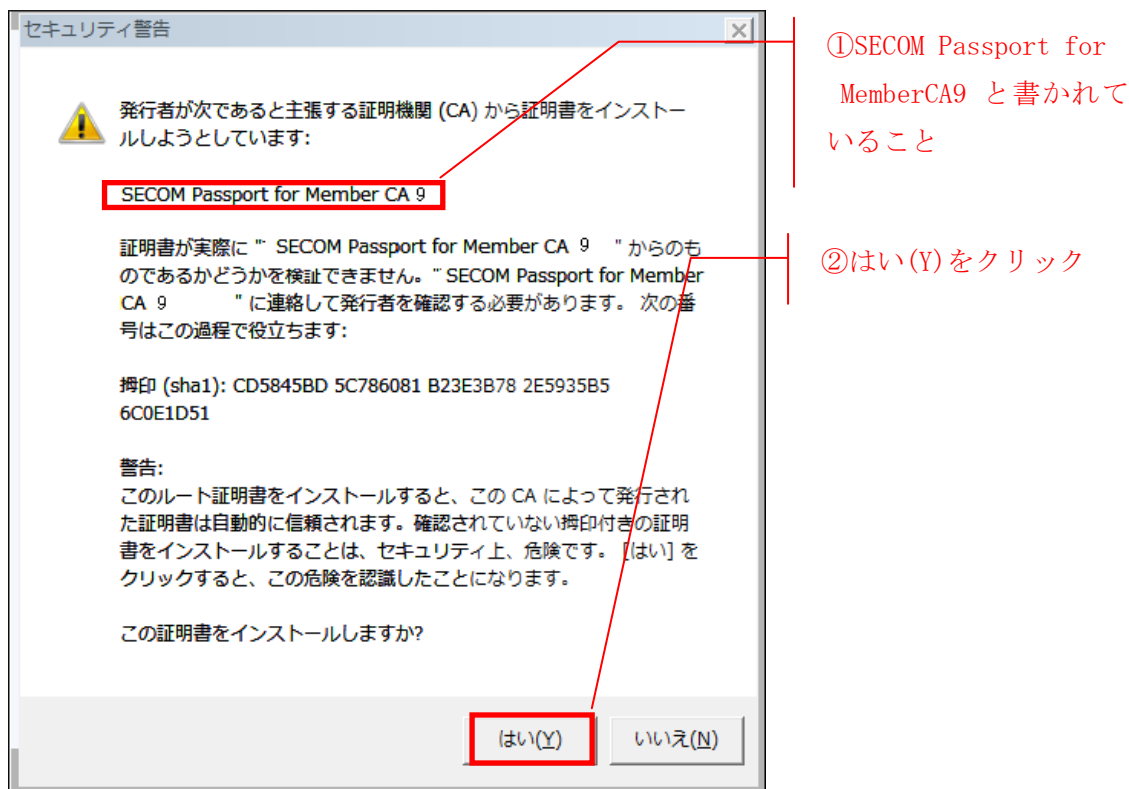 セキュリティ警告
発行者が次であると主張する証明機関 (CA) から証明書をインストー
ルしようとしています:
SECOM Passport for Member CA 9
証明書が実際に "¨ SECOM Passport for Member CA 9 " からのも
のであるかどうかを検証できません。"¨SECOM Passport for Member
CA 9 " に連絡して発行者を確認する必要があります。 次の番
号はこの過程で役立ちます:
拇印 (sha1): CD5845BD 5C786081 B23E3B78 2E5935B5
6C0E1D51
警告:
このルート証明書をインストールすると、この CA によって発行され
た証明書は自動的に信頼されます。確認されていない拇印付きの証明
書をインストールすることは、セキュリティ上、危険です。 [はい] を
クリックすると、この危険を認識したことになります。
この証明書をインストールしますか?
はい(Y)
いいえ(N)
①SECOM Passport for
MemberCA9 と書かれて
いること
②はい(Y)をクリック